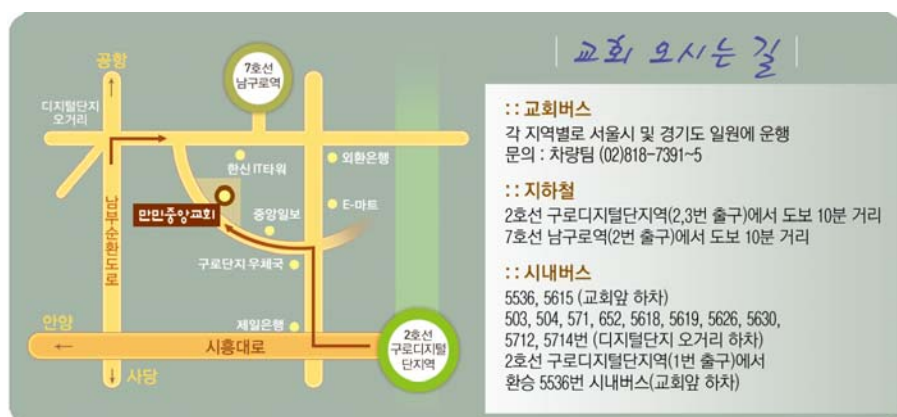 교회 오시는 길
공항
디지털단지
오거리
7호선
남구로역
한신 IT타워
외환은행
만민중앙교회
중앙일보
E-마트
남부순환도로
구로단지 우체국
제일은행
안양
시흥대로
사당
2호선
구로디지털
단지역
:: 교회버스
각 지역별로 서울시 및 경기도 일원에 운행
문의 : 차량팀 (02)818-7391~5
:: 지하철
2호선 구로디지털단지역(2,3번 출구)에서 도보 10분 거리
7호선 남구로역(2번 출구)에서 도보 10분 거리
:: 시내버스
5536, 5615 (교회앞 하차)
503, 504, 571, 652, 5618, 5619, 5626, 5630,
5712, 5714번 (디지털단지 오거리 하차)
2호선 구로디지털단지역(1번 출구)에서
환승 5536번 시내버스(교회앞 하차)